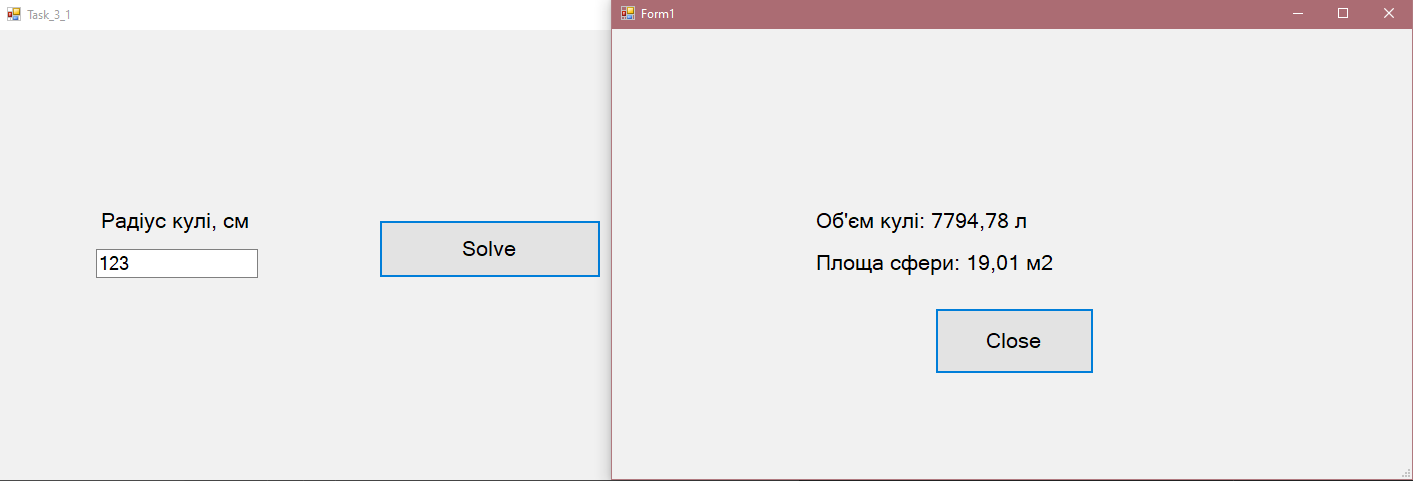 Task_3_1
Радіус кулі, см
123
Solve
Form1
Об'єм кулі: 7794,78 л
Площа сфери: 19,01 м2
Close